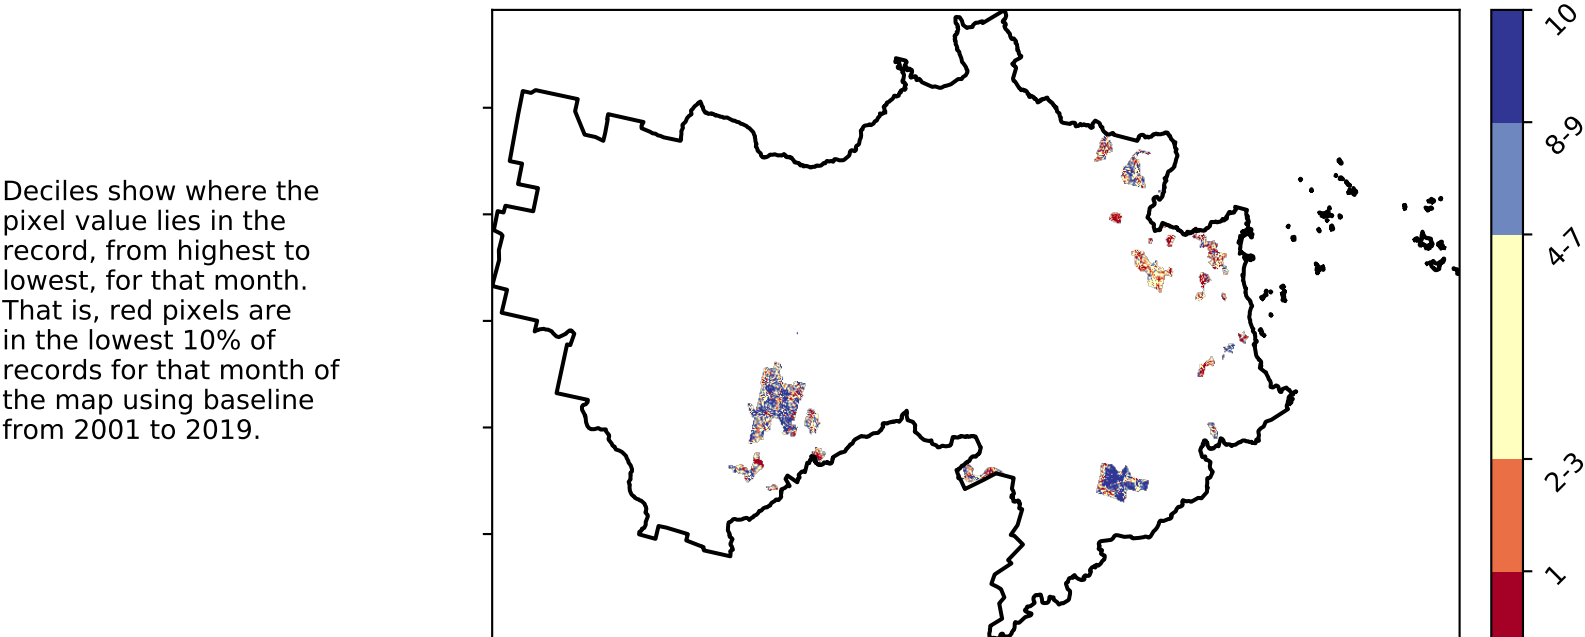 Deciles show where the
pixel value lies in the
record, from highest to
lowest, for that month.
That is, red pixels are
in the lowest 10% of
records for that month of
the map using baseline
from 2001 to 2019.
10
8-9
4-7
2-3
1